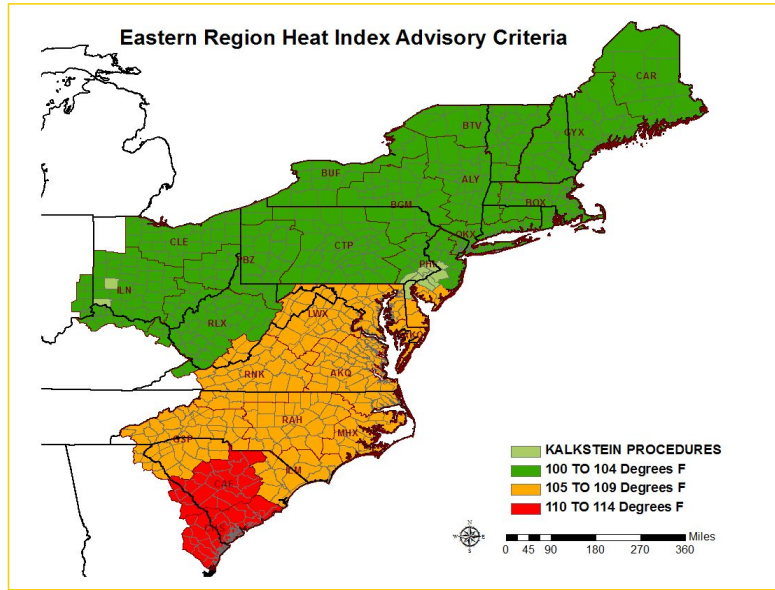 Eastern Region Heat Index Advisory Criteria
CAR
BTV
GYX
ALY
BUF
BGM
BOX
OKX
CLE
CTP
PBZ
PHI
ILN
RLX
LWX
RNK
AKQ
RAH
GSP
MHX
ILM
CAE
KALKSTEIN PROCEDURES
100 TO 104 Degrees F
105 TO 109 Degrees F
110 TO 114 Degrees F
N
W
E
S
Miles
0 45 90 180 270 360